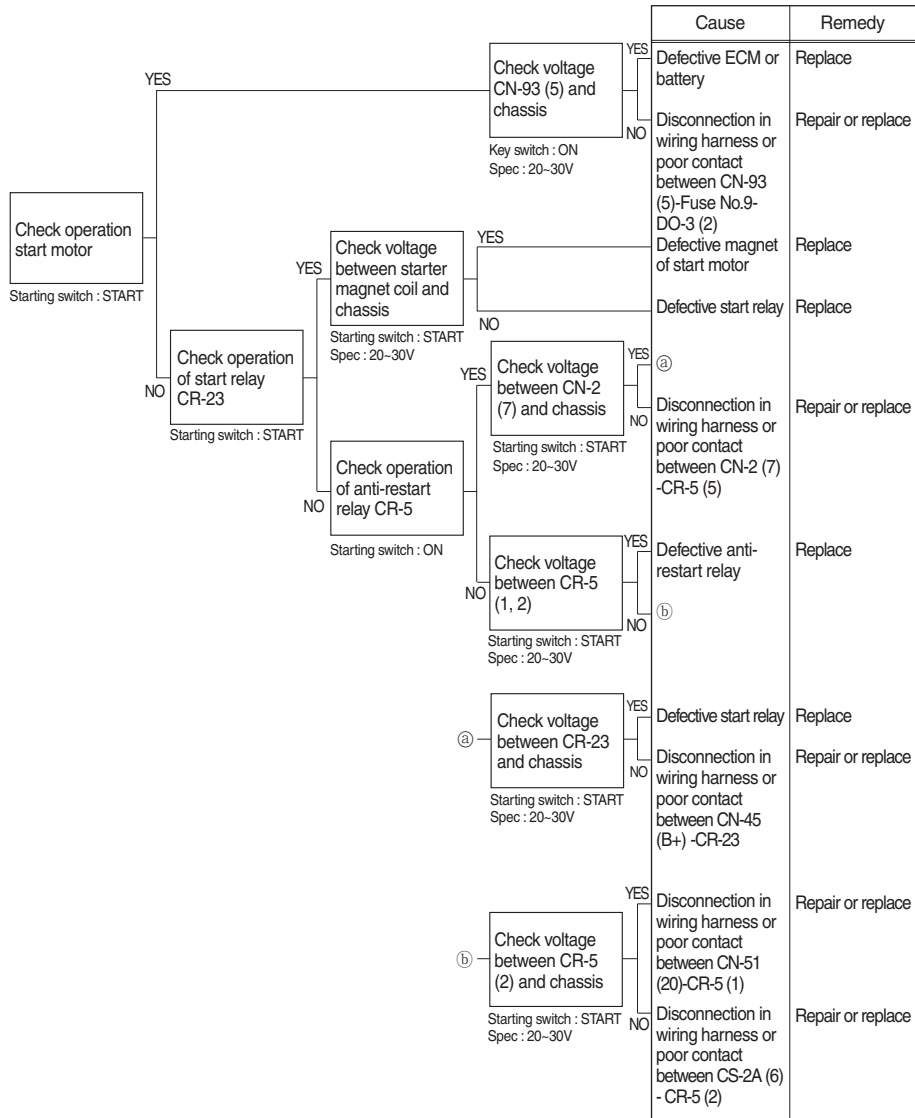 Cause
Remedy
YES
Check voltage
CN-93 (5) and
chassis
Key switch : ON
Spec : 20~30V
YES
Defective ECM or
battery
Replace
NO
Disconnection in
wiring harness or
poor contact
between CN-93
(5)-Fuse No.9-
DO-3 (2)
Repair or replace
Check operation
start motor
Starting switch : START
NO
Check operation
of start relay
CR-23
Starting switch : START
YES
Check voltage
between starter
magnet coil and
chassis
Starting switch : START
Spec : 20~30V
YES
Defective magnet
of start motor
Replace
NO
Defective start relay
Replace
NO
Check operation
of anti-restart
relay CR-5
Starting switch : ON
YES
Check voltage
between CN-2
(7) and chassis
Starting switch : START
Spec : 20~30V
YES
ⓐ
NO
Disconnection in
wiring harness or
poor contact
between CN-2 (7)
-CR-5 (5)
Repair or replace
NO
Check voltage
between CR-5
(1, 2)
Starting switch : START
Spec : 20~30V
YES
Defective anti-
restart relay
Replace
NO
ⓑ
ⓐ
Check voltage
between CR-23
and chassis
Starting switch : START
Spec : 20~30V
YES
Defective start relay
Replace
NO
Disconnection in
wiring harness or
poor contact
between CN-45
(B+) -CR-23
Repair or replace
ⓑ
Check voltage
between CR-5
(2) and chassis
Starting switch : START
Spec : 20~30V
YES
Disconnection in
wiring harness or
poor contact
between CN-51
(20)-CR-5 (1)
Repair or replace
NO
Disconnection in
wiring harness or
poor contact
between CS-2A (6)
- CR-5 (2)
Repair or replace